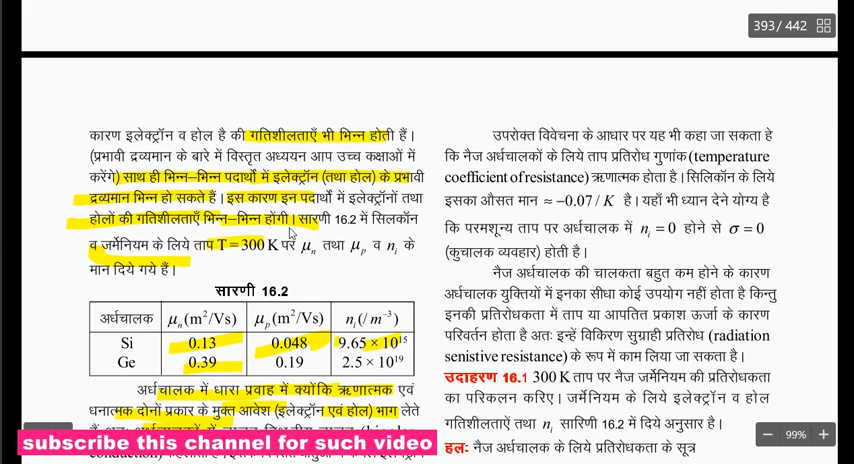 393 / 442
कारण इलेक्ट्रॉन व होल है की गतिशीलताएँ भी भिन्न होती हैं।
(प्रभावी द्रव्यमान के बारे में विस्तृत अध्ययन आप उच्च कक्षाओं में
करेंगे) साथ ही भिन्न–भिन्न पदार्थों में इलेक्ट्रॉन (तथा होल) के प्रभावी
द्रव्यमान भिन्न हो सकते हैं। इस कारण इन पदार्थों में इलेक्ट्रॉनों तथा
होलों की गतिशीलताएँ भिन्न–भिन्न होंगी। सारणी 16.2 में सिलकॉन
व जर्मेनियम के लिये ताप T = 300 K पर μn तथा μp व ni के
मान दिये गये हैं।
सारणी 16.2
अर्धचालक μn (m²/Vs) μp (m²/Vs) ni(/ m⁻³)
Si 0.13 0.048 9.65 × 10¹⁵
Ge 0.39 0.19 2.5 × 10¹⁹
अर्धचालक में धारा प्रवाह में क्योंकि ऋणात्मक एवं
धनात्मक दोनों प्रकार के मुक्त आवेश (इलेक्ट्रॉन एवं होल) भाग लेते
subscribe this channel for such video
उपरोक्त विवेचना के आधार पर यह भी कहा जा सकता है
कि नैज अर्धचालकों के लिये ताप प्रतिरोध गुणांक (temperature
coefficient of resistance) ऋणात्मक होता है। सिलिकॉन के लिये
इसका औसत मान ≈ −0.07 / K है। यहाँ भी ध्यान देने योग्य है
कि परमशून्य ताप पर अर्धचालक में ni = 0 होने से σ = 0
(कुचालक व्यवहार) होती है।
नैज अर्धचालक की चालकता बहुत कम होने के कारण
अर्धचालक युक्तियों में इनका सीधा कोई उपयोग नहीं होता है किन्तु
इनकी प्रतिरोधकता में ताप या आपतित प्रकाश ऊर्जा के कारण
परिवर्तन होता है अतः इन्हें विकिरण सुग्राही प्रतिरोध (radiation
senistive resistance) के रूप में काम लिया जा सकता है।
उदाहरण 16.1 300 K ताप पर नैज जर्मेनियम की प्रतिरोधकता
का परिकलन करिए। जर्मेनियम के लिये इलेक्ट्रॉन व होल
गतिशीलताऐं तथा ni सारिणी 16.2 में दिये अनुसार है।
हलः नैज अर्धचालक के लिये प्रतिरोधकता के सूत्र
99%